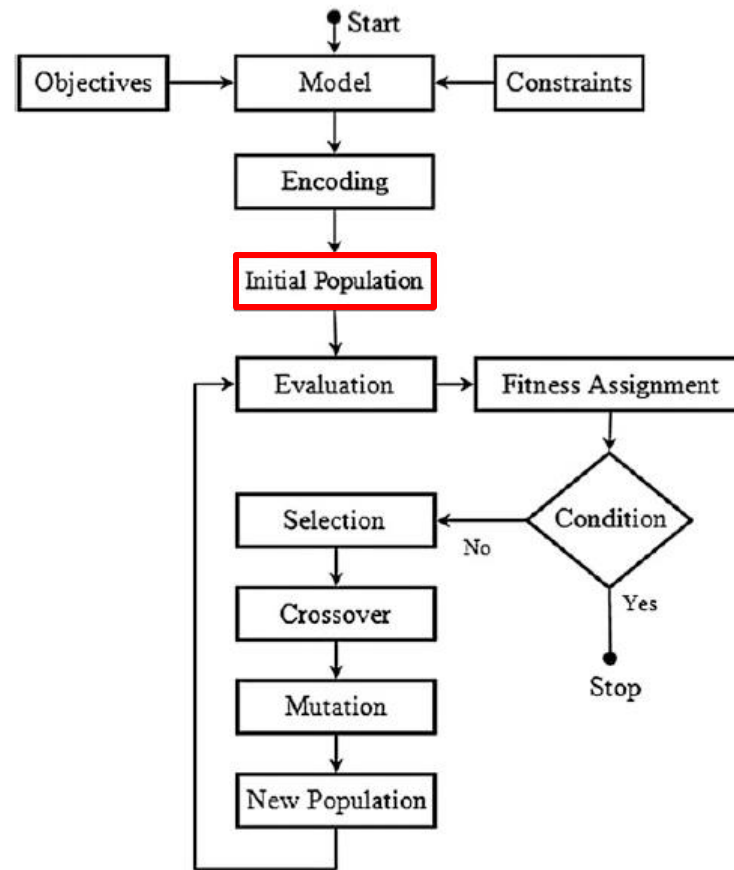 Start
Objectives
Model
Constraints
Encoding
Initial Population
Evaluation
Fitness Assignment
Selection
Condition
No
Crossover
Yes
Mutation
Stop
New Population